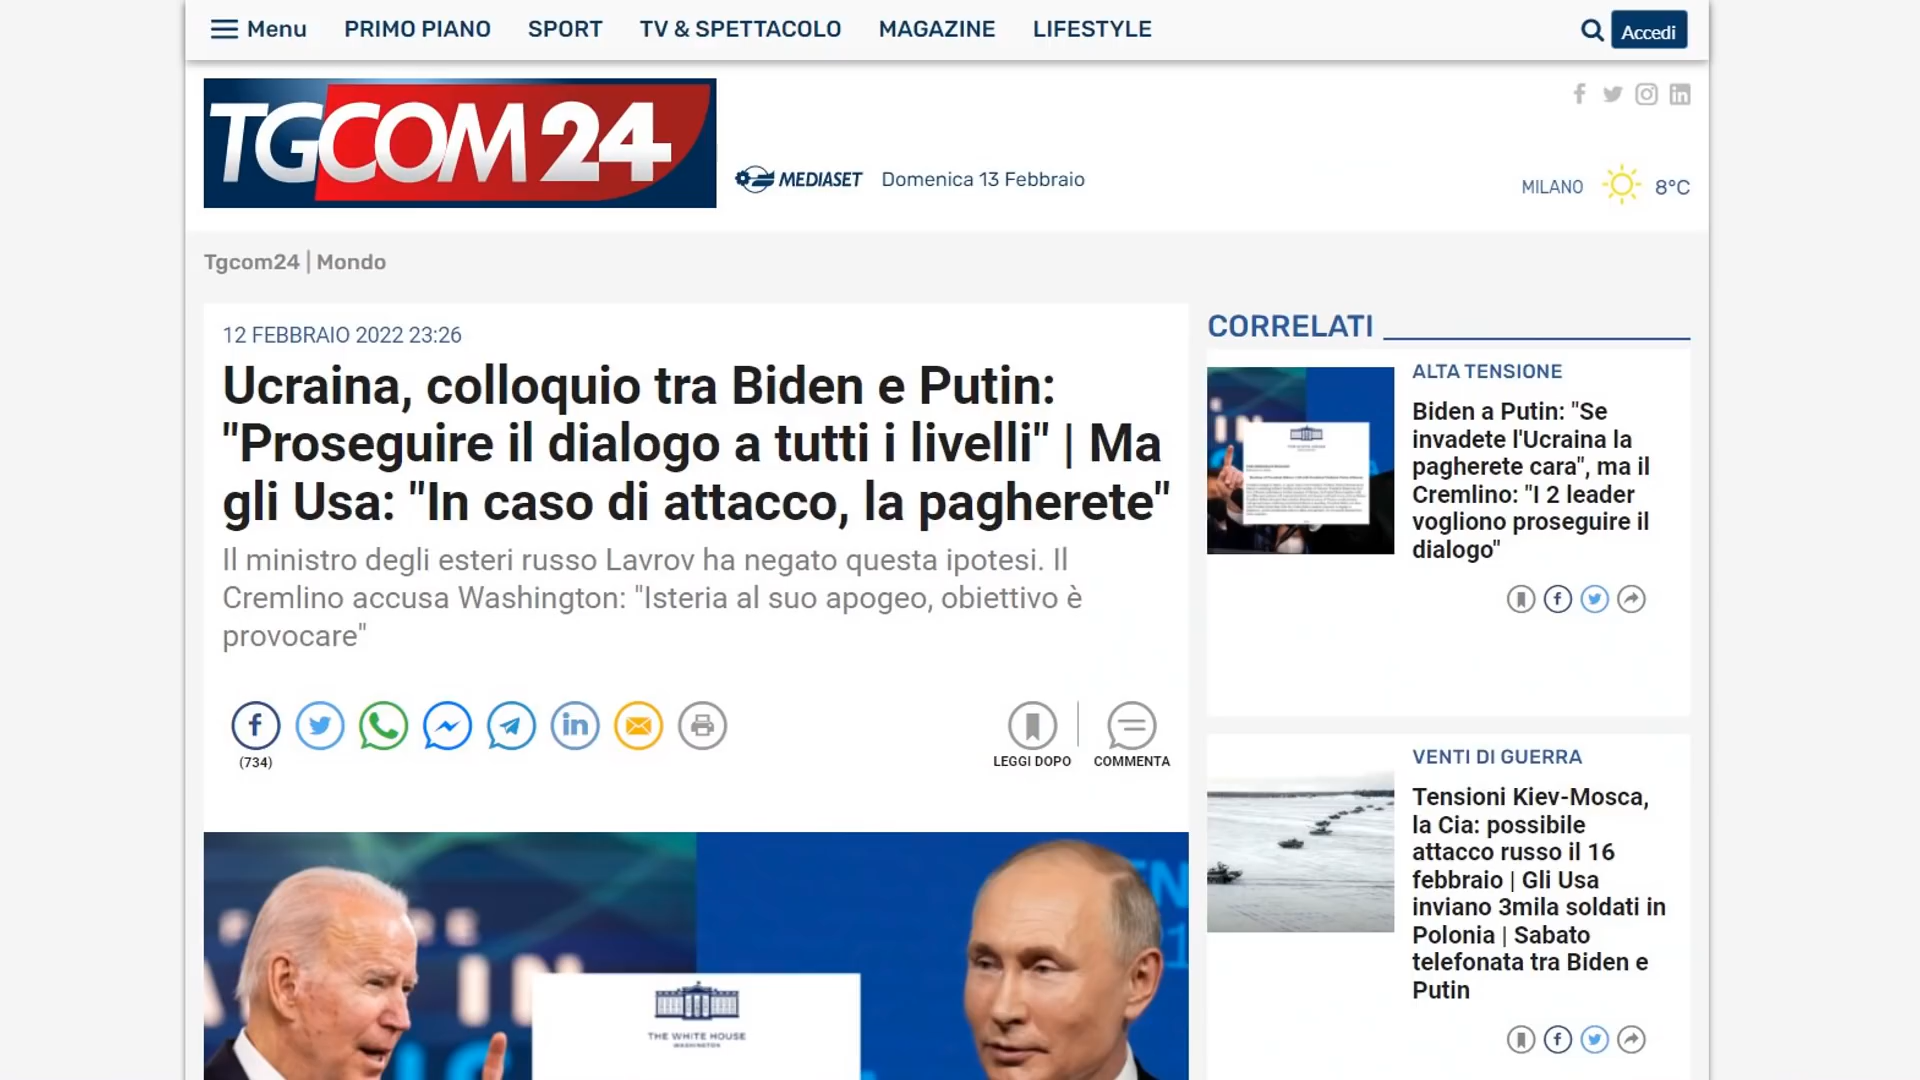 Menu PRIMO PIANO SPORT TV & SPETTACOLO MAGAZINE LIFESTYLE Accedi
TGCOM 24
MEDIASET Domenica 13 Febbraio
MILANO 8°C
Tgcom24 | Mondo
12 FEBBRAIO 2022 23:26
Ucraina, colloquio tra Biden e Putin:
"Proseguire il dialogo a tutti i livelli" | Ma
gli Usa: "In caso di attacco, la pagherete"
Il ministro degli esteri russo Lavrov ha negato questa ipotesi. Il
Cremlino accusa Washington: "Isteria al suo apogeo, obiettivo è
provocare"
(734)
LEGGI DOPO COMMENTA
THE WHITE HOUSE
WASHINGTON
CORRELATI
ALTA TENSIONE
Biden a Putin: "Se
invadete l'Ucraina la
pagherete cara", ma il
Cremlino: "I 2 leader
vogliono proseguire il
dialogo"
VENTI DI GUERRA
Tensioni Kiev-Mosca,
la Cia: possibile
attacco russo il 16
febbraio | Gli Usa
inviano 3mila soldati in
Polonia | Sabato
telefonata tra Biden e
Putin